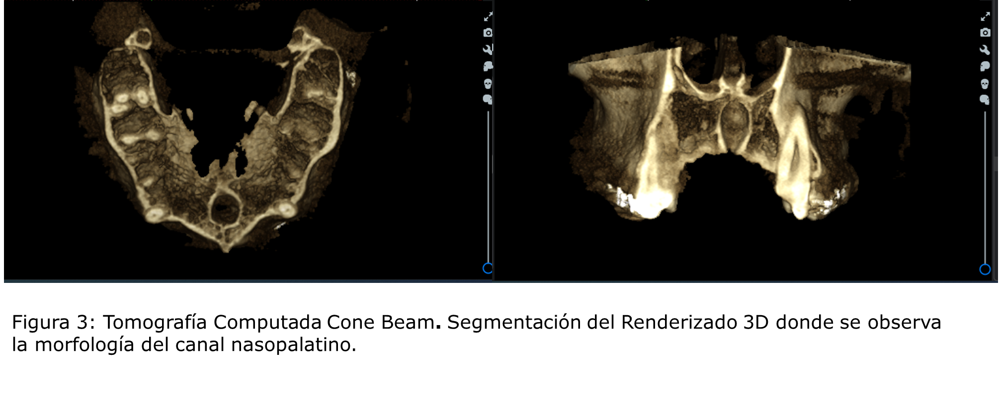 Figura 3: Tomografía Computada Cone Beam. Segmentación del Renderizado 3D donde se observa
la morfología del canal nasopalatino.